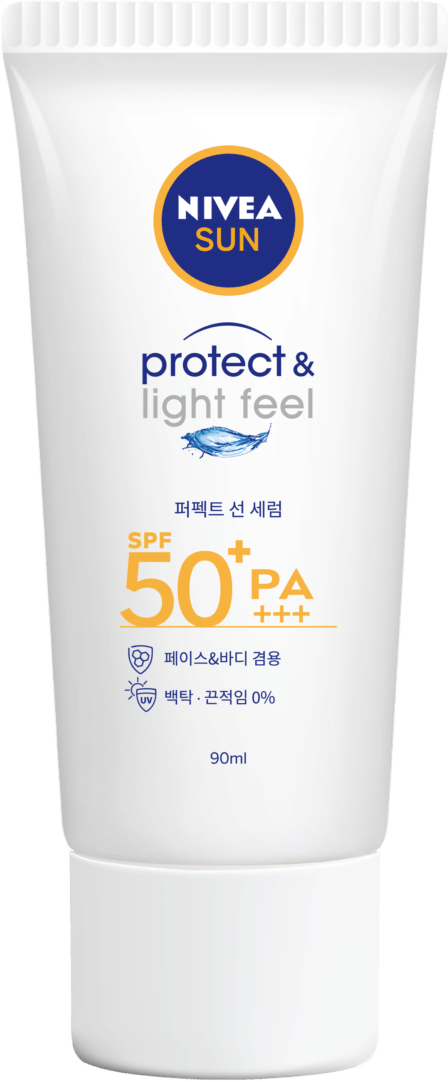 NIVEA
SUN
protect &
light feel
퍼펙트 선 세럼
SPF
50+ PA
+++
페이스&바디 겸용
UV
백탁 · 끈적임 0%
90ml